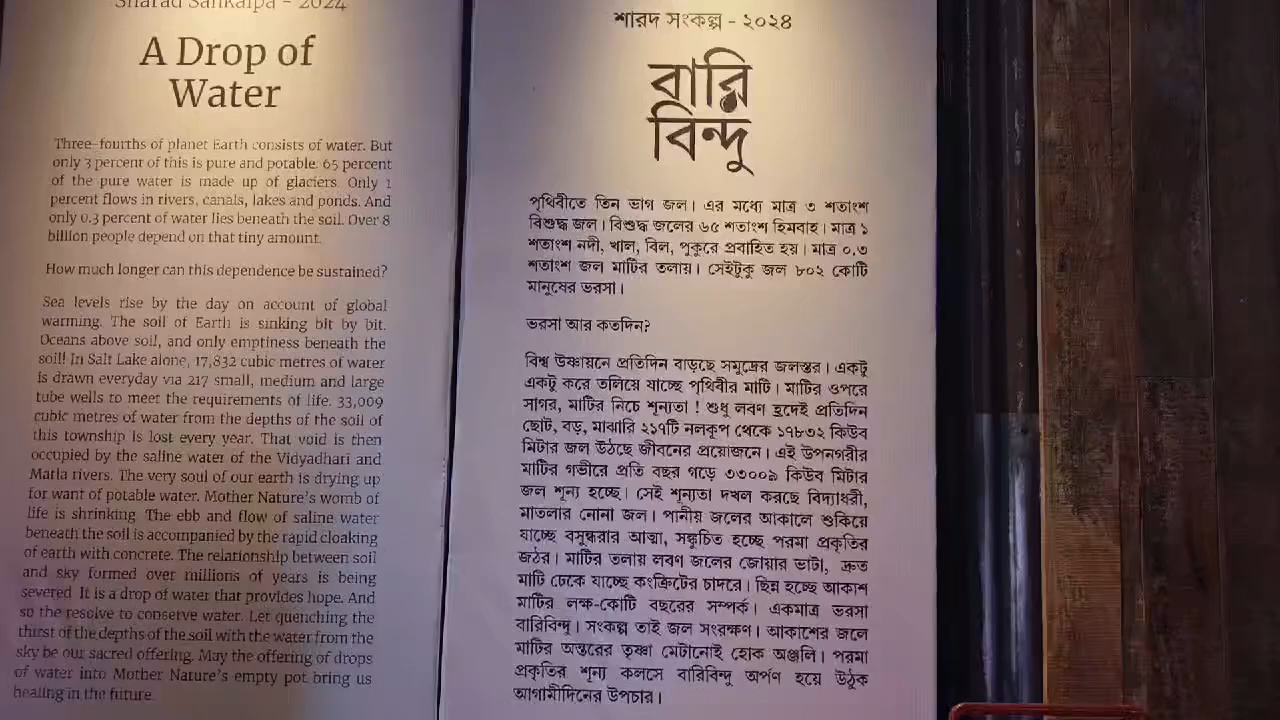 Sharad Sankalpa - 2024
A Drop of
Water
Three-fourths of planet Earth consists of water. But
only 3 percent of this is pure and potable. 65 percent
of the pure water is made up of glaciers. Only 1
percent flows in rivers, canals, lakes and ponds. And
only 0.3 percent of water lies beneath the soil. Over 8
billion people depend on that tiny amount.
How much longer can this dependence be sustained?
Sea levels rise by the day on account of global
warming. The soil of Earth is sinking bit by bit.
Oceans above soil, and only emptiness beneath the
soil! In Salt Lake alone, 17,832 cubic metres of water
is drawn everyday via 217 small, medium and large
tube wells to meet the requirements of life. 33,009
cubic metres of water from the depths of the soil of
this township is lost every year. That void is then
occupied by the saline water of the Vidyadhari and
Matla rivers. The very soul of our earth is drying up
for want of potable water. Mother Nature's womb of
life is shrinking. The ebb and flow of saline water
beneath the soil is accompanied by the rapid cloaking
of earth with concrete. The relationship between soil
and sky formed over millions of years is being
severed. It is a drop of water that provides hope. And
so the resolve to conserve water. Let quenching the
thirst of the depths of the soil with the water from the
sky be our sacred offering. May the offering of drops
of water into Mother Nature's empty pot bring us
healing in the future.
শারদ সংকল্প - ২০২৪
বারি
বিন্দু
পৃথিবীতে তিন ভাগ জল। এর মধ্যে মাত্র ৩ শতাংশ
বিশুদ্ধ জল। বিশুদ্ধ জলের ৬৫ শতাংশ হিমবাহ। মাত্র ১
শতাংশ নদী, খাল, বিল, পুকুরে প্রবাহিত হয়। মাত্র ০.৩
শতাংশ জল মাটির তলায়। সেইটুকু জল ৮০২ কোটি
মানুষের ভরসা।
ভরসা আর কতদিন?
বিশ্ব উষ্ণায়নে প্রতিদিন বাড়ছে সমুদ্রের জলস্তর। একটু
একটু করে তলিয়ে যাচ্ছে পৃথিবীর মাটি। মাটির ওপরে
সাগর, মাটির নিচে শূন্যতা ! শুধু লবণ হ্রদেই প্রতিদিন
ছোট, বড়, মাঝারি ২১৭টি নলকূপ থেকে ১৭৮৩২ কিউব
মিটার জল উঠছে জীবনের প্রয়োজনে। এই উপনগরীর
মাটির গভীরে প্রতি বছর গড়ে ৩৩০০৯ কিউব মিটার
জল শূন্য হচ্ছে। সেই শূন্যতা দখল করছে বিদ্যাধরী,
মাতলার নোনা জল। পানীয় জলের আকালে শুকিয়ে
যাচ্ছে বসুন্ধরার আত্মা, সঙ্কুচিত হচ্ছে পরমা প্রকৃতির
জঠর। মাটির তলায় লবণ জলের জোয়ার ভাটা, দ্রুত
মাটি ঢেকে যাচ্ছে কংক্রিটের চাদরে। ছিন্ন হচ্ছে আকাশ
মাটির লক্ষ-কোটি বছরের সম্পর্ক। একমাত্র ভরসা
বারিবিন্দু। সংকল্প তাই জল সংরক্ষণ। আকাশের জলে
মাটির অন্তরের তৃষ্ণা মেটানোই হোক অঞ্জলি। পরমা
প্রকৃতির শূন্য কলসে বারিবিন্দু অর্পণ হয়ে উঠুক
আগামীদিনের উপচার।